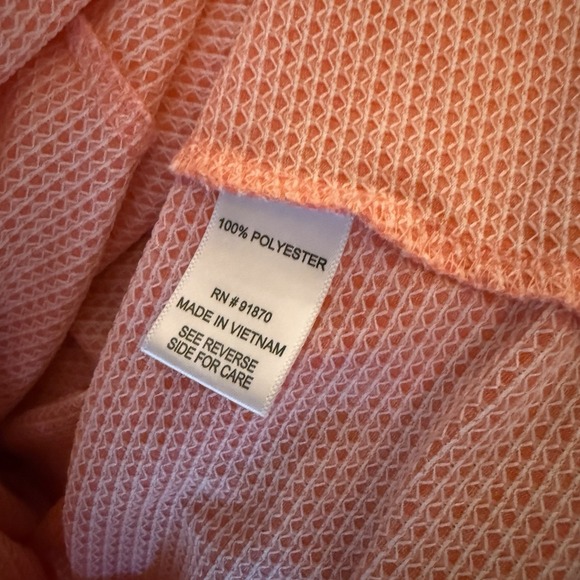 100% POLYESTER
RN # 91870
MADE IN VIETNAM
SEE REVERSE
SIDE FOR CARE